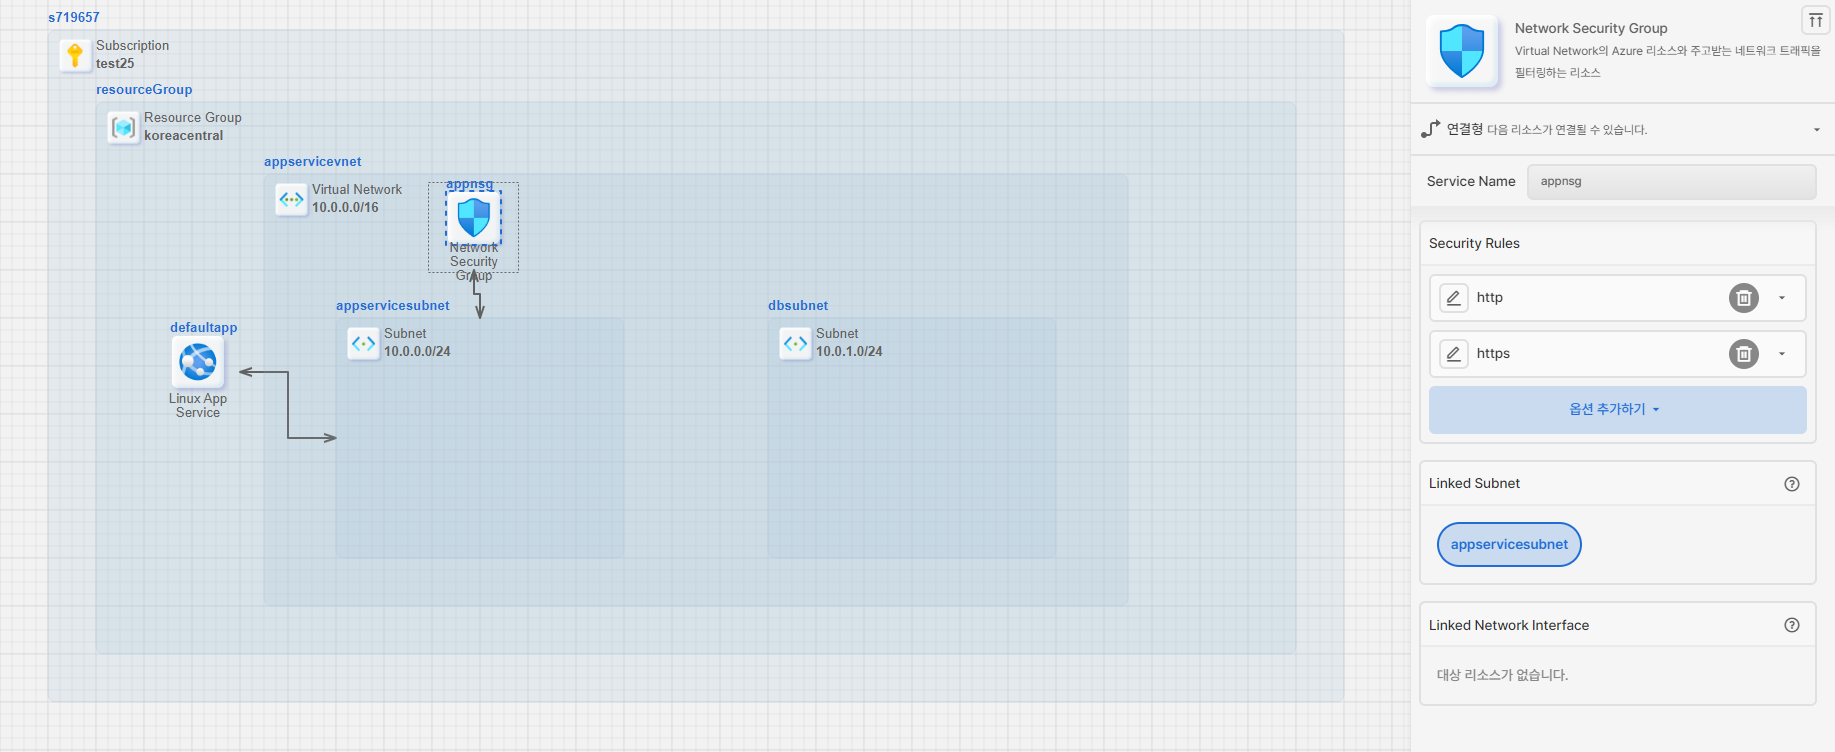 s719657
Subscription
test25
resourceGroup
Resource Group
koreacentral
appservicevnet
Virtual Network
10.0.0.0/16
appnsg
Network
Security
Group
appservicesubnet
Subnet
10.0.0.0/24
dbsubnet
Subnet
10.0.1.0/24
defaultapp
Linux App
Service
Network Security Group
Virtual Network의 Azure 리소스와 주고받는 네트워크 트래픽을
필터링하는 리소스
연결형 다음 리소스가 연결될 수 있습니다.
Service Name appnsg
Security Rules
http
https
옵션 추가하기
Linked Subnet
appservicesubnet
Linked Network Interface
대상 리소스가 없습니다.